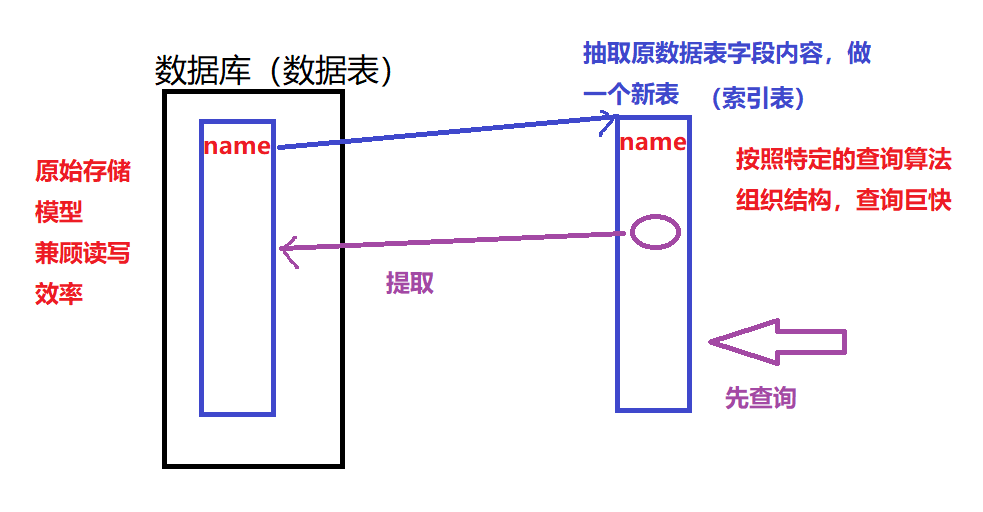 数据库（数据表）
name
原始存储
模型
兼顾读写
效率
抽取原数据表字段内容，做
一个新表 （索引表）
name
按照特定的查询算法
组织结构，查询巨快
提取
先查询